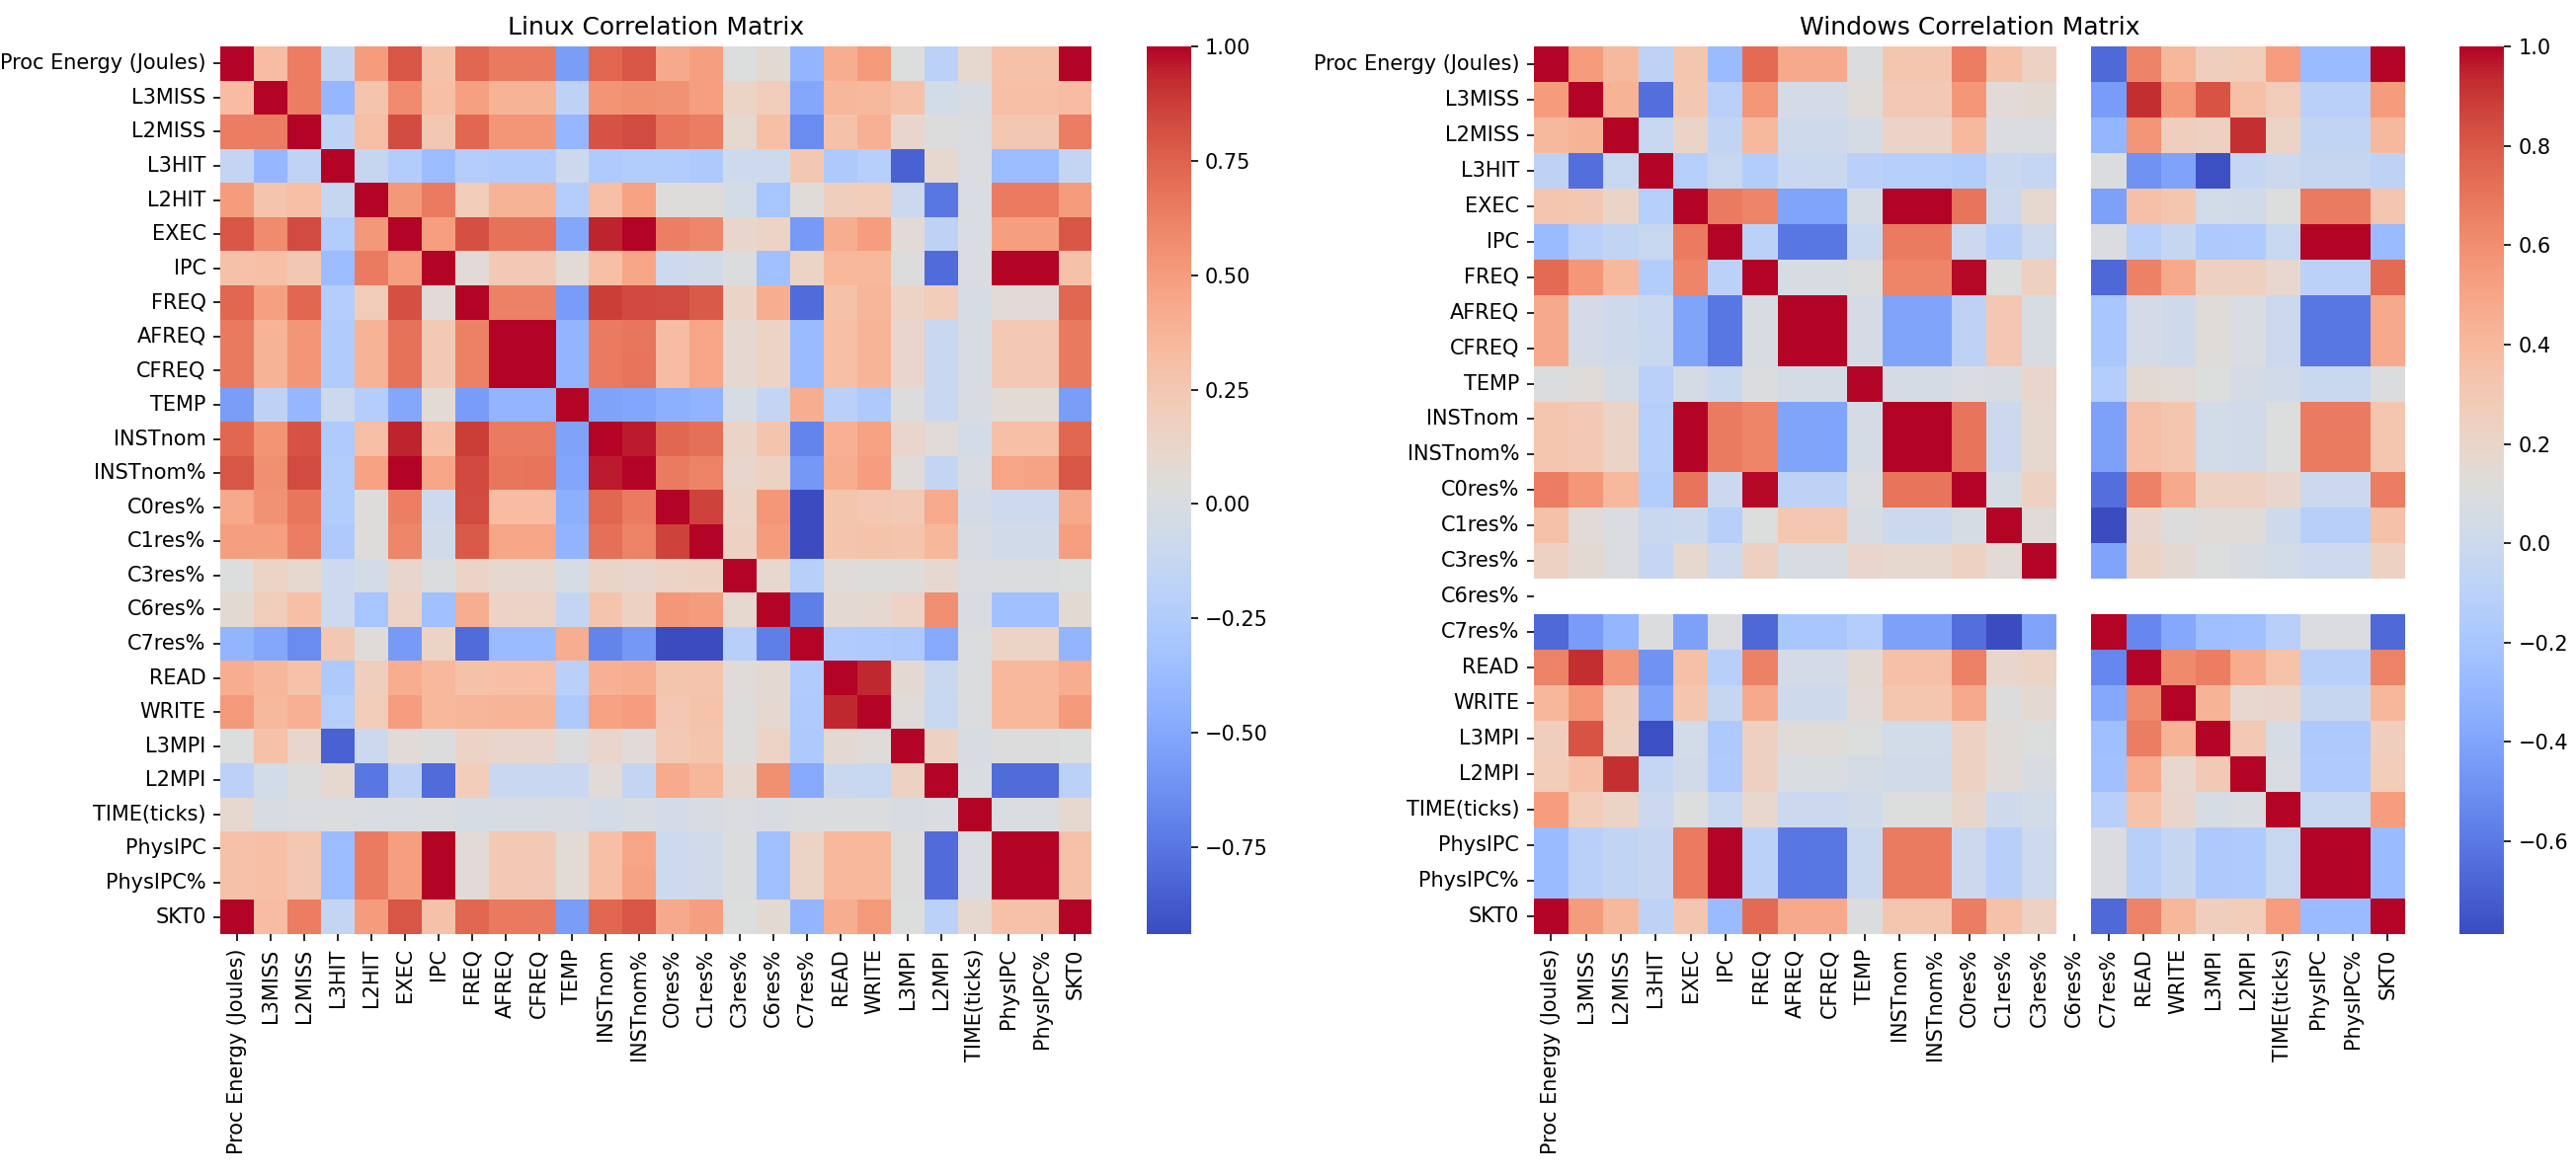 Linux Correlation Matrix
Proc Energy (Joules)
L3MISS
L2MISS
L3HIT
L2HIT
EXEC
IPC
FREQ
AFREQ
CFREQ
TEMP
INSTnom
INSTnom%
C0res%
C1res%
C3res%
C6res%
C7res%
READ
WRITE
L3MPI
L2MPI
TIME(ticks)
PhysIPC
PhysIPC%
SKT0
Proc Energy (Joules)
L3MISS
L2MISS
L3HIT
L2HIT
EXEC
IPC
FREQ
AFREQ
CFREQ
TEMP
INSTnom
INSTnom%
C0res%
C1res%
C3res%
C6res%
C7res%
READ
WRITE
L3MPI
L2MPI
TIME(ticks)
PhysIPC
PhysIPC%
SKT0
1.00
0.75
0.50
0.25
0.00
−0.25
−0.50
−0.75
Windows Correlation Matrix
Proc Energy (Joules)
L3MISS
L2MISS
L3HIT
EXEC
IPC
FREQ
AFREQ
CFREQ
TEMP
INSTnom
INSTnom%
C0res%
C1res%
C3res%
C6res%
C7res%
READ
WRITE
L3MPI
L2MPI
TIME(ticks)
PhysIPC
PhysIPC%
SKT0
Proc Energy (Joules)
L3MISS
L2MISS
L3HIT
EXEC
IPC
FREQ
AFREQ
CFREQ
TEMP
INSTnom
INSTnom%
C0res%
C1res%
C3res%
C6res%
C7res%
READ
WRITE
L3MPI
L2MPI
TIME(ticks)
PhysIPC
PhysIPC%
SKT0
1.0
0.8
0.6
0.4
0.2
0.0
−0.2
−0.4
−0.6